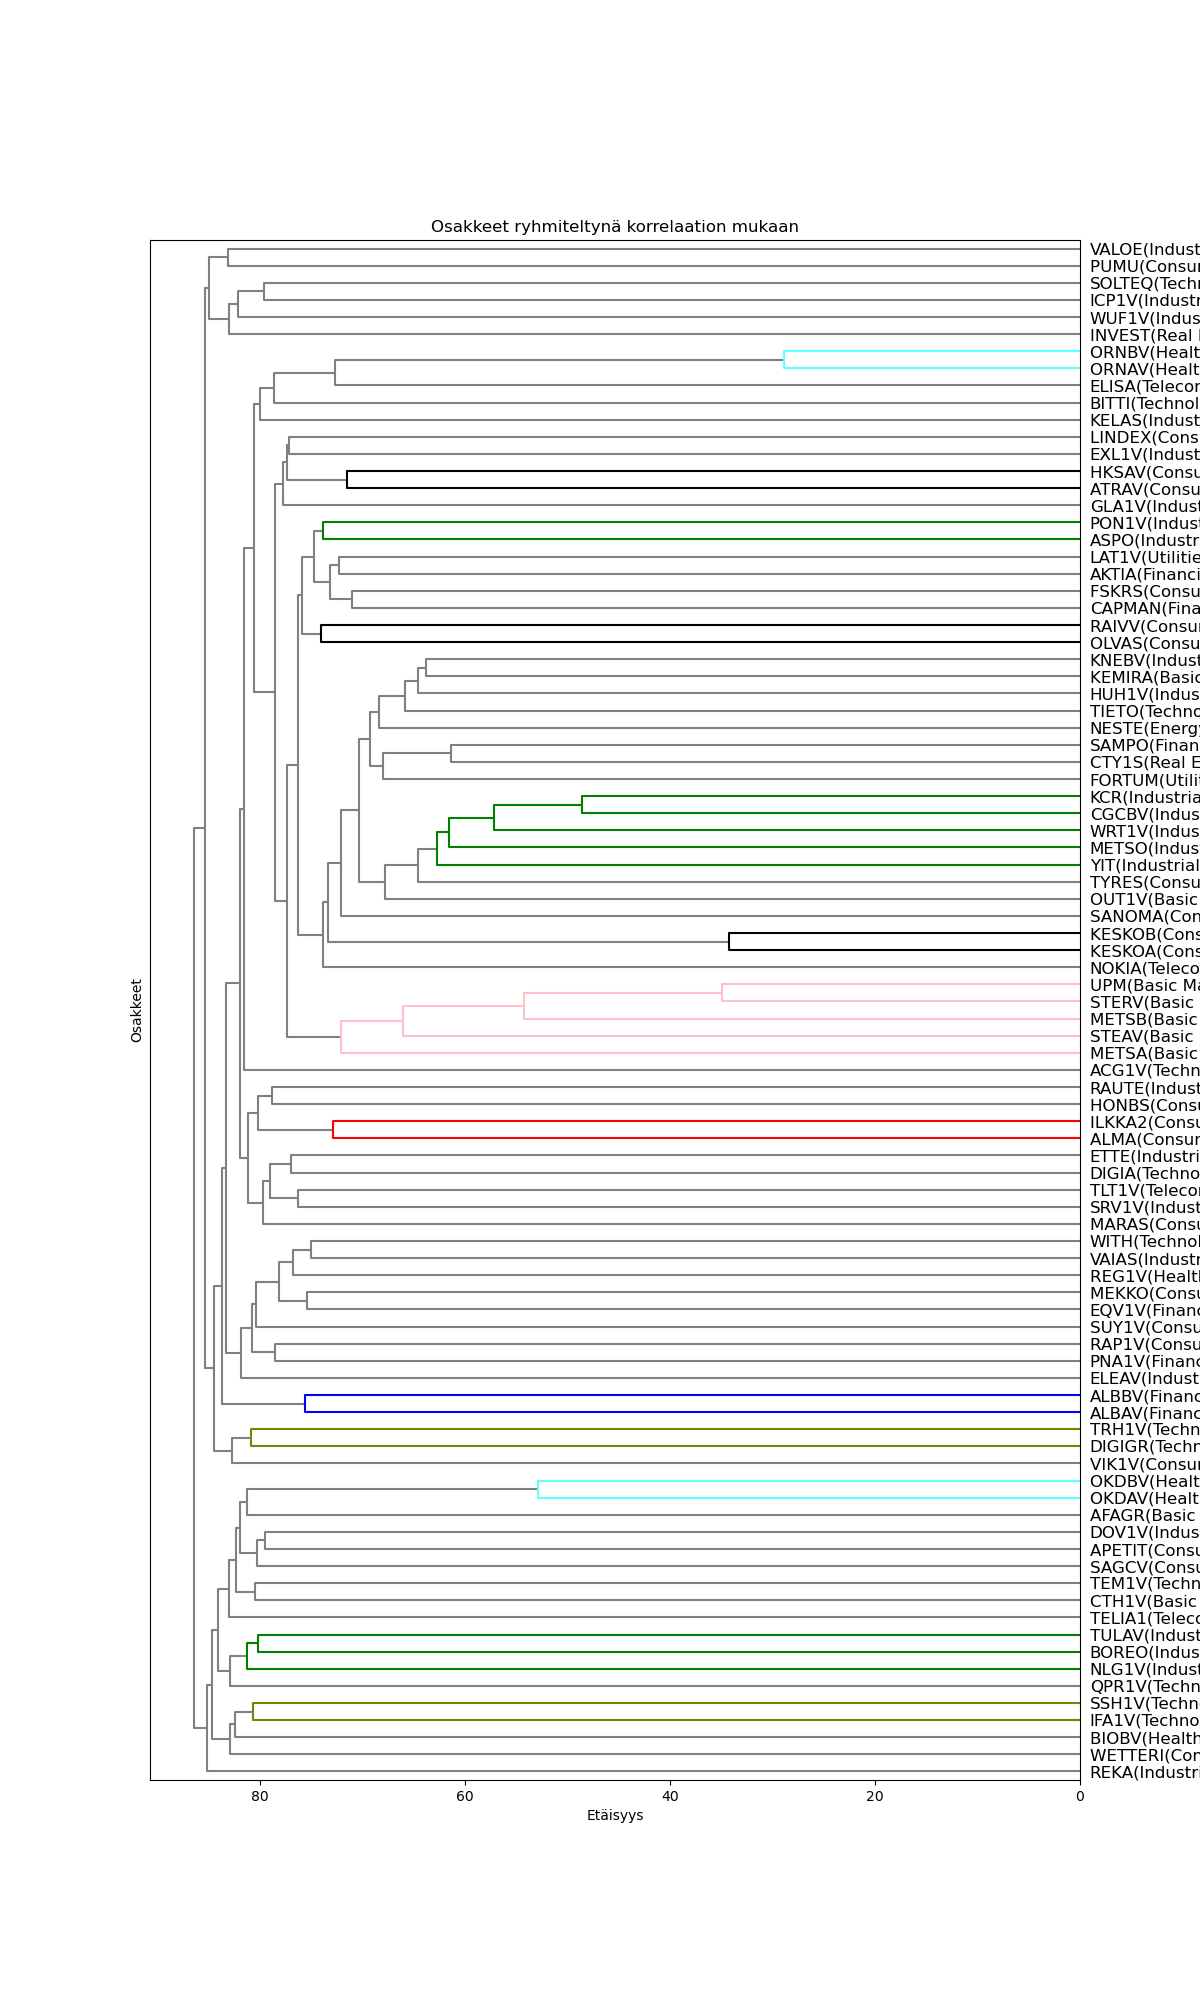 Osakkeet ryhmiteltynä korrelaation mukaan
VALOE(Indust
PUMU(Consur
SOLTEQ(Techn
ICP1V(Industr
WUF1V(Indus
INVEST(Real
ORNBV(Healt
ORNAV(Healt
ELISA(Telecor
BITTI(Technol
KELAS(Indust
LINDEX(Cons
EXL1V(Indust
HKSAV(Consu
ATRAV(Consu
GLA1V(Indust
PON1V(Indust
ASPO(Industr
LAT1V(Utilitie
AKTIA(Financi
FSKRS(Consu
CAPMAN(Fina
RAIVV(Consur
OLVAS(Consu
KNEBV(Indust
KEMIRA(Basic
HUH1V(Indus
TIETO(Techno
NESTE(Energy
SAMPO(Finan
CTY1S(Real E
FORTUM(Utili
KCR(Industria
CGCBV(Indus
WRT1V(Indus
METSO(Indus
YIT(Industrial
TYRES(Consu
OUT1V(Basic
SANOMA(Con
KESKOB(Cons
KESKOA(Cons
NOKIA(Teleco
UPM(Basic Ma
STERV(Basic
METSB(Basic
STEAV(Basic
METSA(Basic
ACG1V(Techn
RAUTE(Indust
HONBS(Consu
ILKKA2(Consu
ALMA(Consur
ETTE(Industri
DIGIA(Techno
TLT1V(Telecor
SRV1V(Indust
MARAS(Consu
WITH(Technol
VAIAS(Industr
REG1V(Health
MEKKO(Consu
EQV1V(Financ
SUY1V(Consu
RAP1V(Consu
PNA1V(Financ
ELEAV(Indust
ALBBV(Financ
ALBAV(Financ
TRH1V(Techn
DIGIGR(Techn
VIK1V(Consur
OKDBV(Healt
OKDAV(Healt
AFAGR(Basic
DOV1V(Indus
APETIT(Consu
SAGCV(Consu
TEM1V(Techn
CTH1V(Basic
TELIA1(Teleco
TULAV(Indust
BOREO(Indus
NLG1V(Indust
QPR1V(Techn
SSH1V(Techn
IFA1V(Techno
BIOBV(Health
WETTERI(Con
REKA(Industri
Osakkeet
80 60 40 20 0
Etäisyys